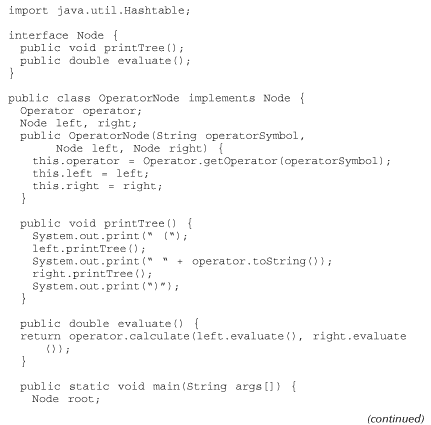 import java.util.Hashtable;
interface Node {
public void printTree();
public double evaluate();
}
public class OperatorNode implements Node {
Operator operator;
Node left, right;
public OperatorNode(String operatorSymbol,
Node left, Node right) {
this.operator = Operator.getOperator(operatorSymbol);
this.left = left;
this.right = right;
}
public void printTree() {
System.out.print(“ (“);
left.printTree();
System.out.print(“ “ + operator.toString());
right.printTree();
System.out.print(“)”);
}
public double evaluate() {
return operator.calculate(left.evaluate(), right.evaluate
());
}
public static void main(String args[]) {
Node root;
(continued)